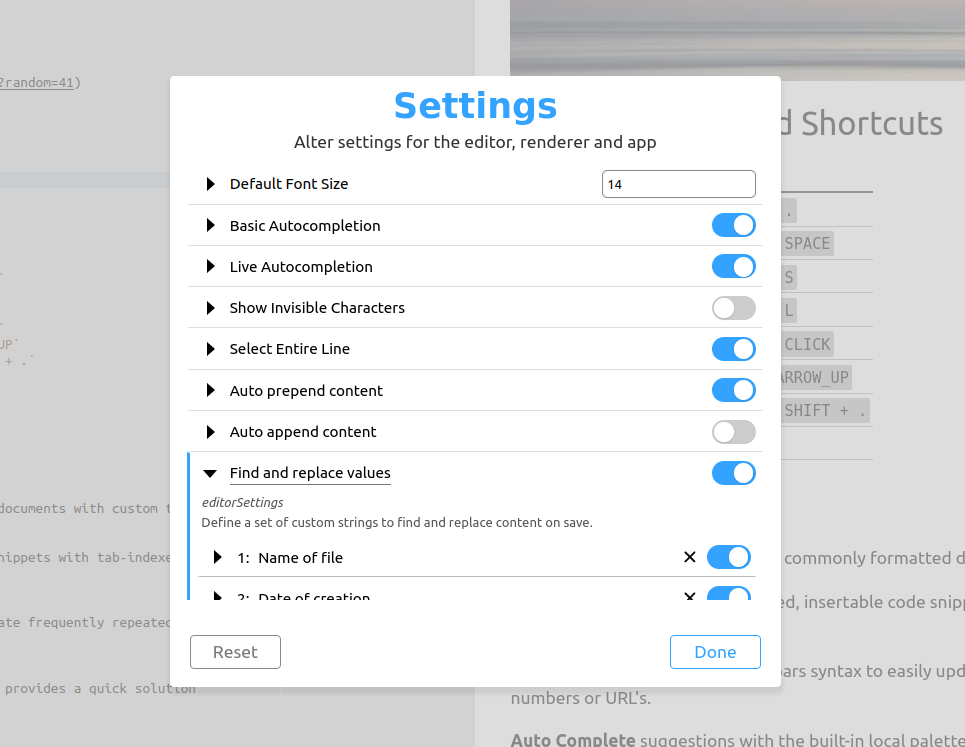 ?random=41)
d Shortcuts
Settings
Alter settings for the editor, renderer and app
Default Font Size
14
.
Basic Autocompletion
SPACE
Live Autocompletion
S
Show Invisible Characters
L
UP`
Select Entire Line
CLICK
+ .`
Auto prepend content
ARROW_UP
Auto append content
SHIFT + .
Find and replace values
editorSettings
documents with custom t
Define a set of custom strings to find and replace content on save.
nippets with tab-indexe
1: Name of file
commonly formatted d
2: Date of creation
ed, insertable code snipp
ate frequently repeated
Reset
Done
bars syntax to easily upd
provides a quick solution
numbers or URL's.
Auto Complete suggestions with the built-in local palette